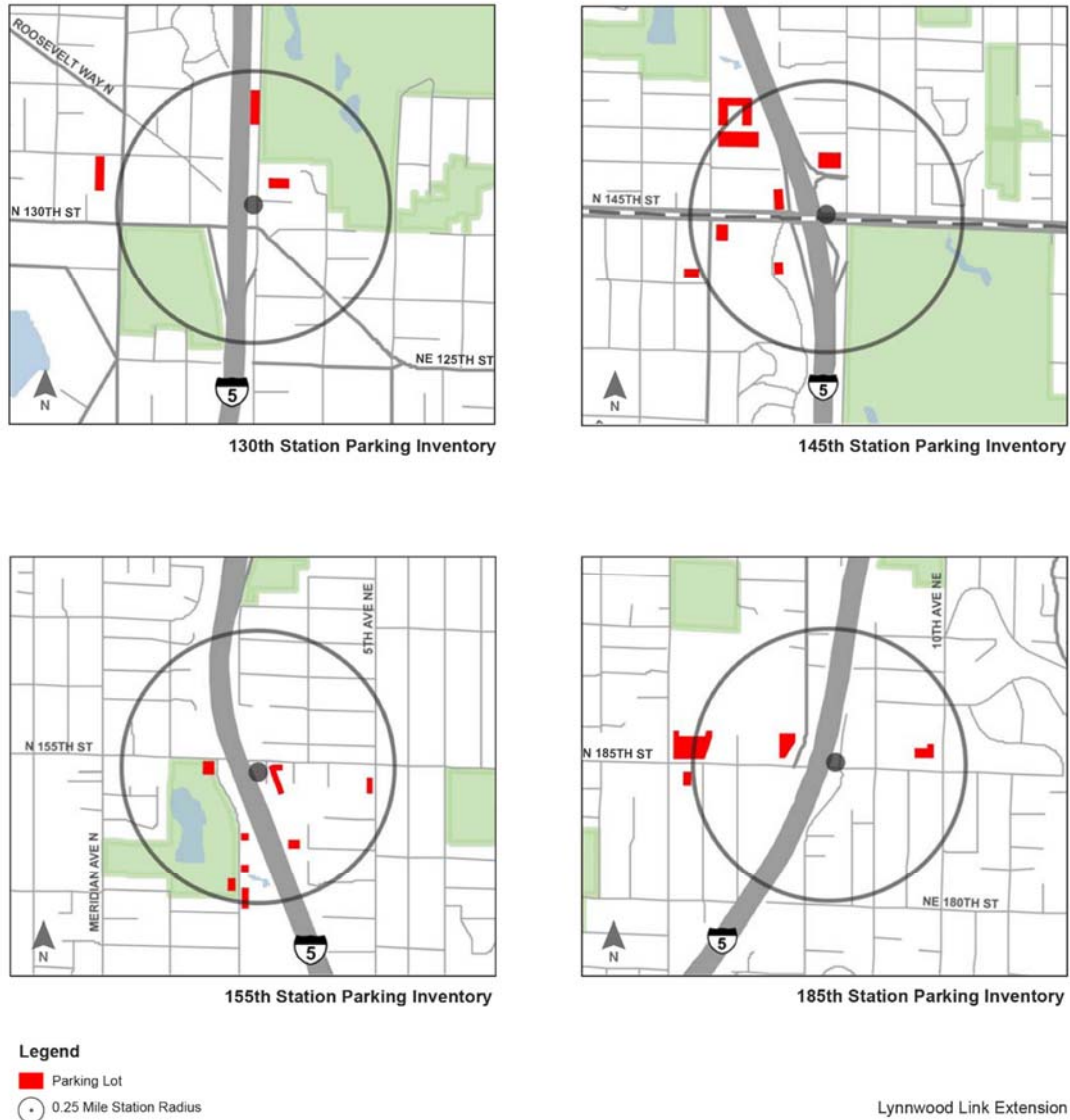 ROOSEVELT WAY N
N 130TH ST
NE 125TH ST
5
N
130th Station Parking Inventory
N 145TH ST
5
N
145th Station Parking Inventory
5TH AVE NE
N 155TH ST
MERIDIAN AVE N
5
N
155th Station Parking Inventory
10TH AVE NE
N 185TH ST
NE 180TH ST
5
N
185th Station Parking Inventory
Legend
Parking Lot
0.25 Mile Station Radius
Lynnwood Link Extension